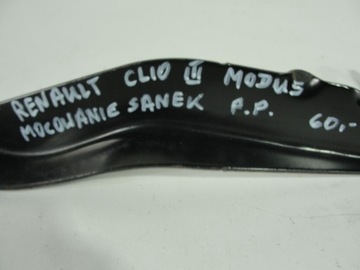 RENAULT CLIO III MODUS
MOCOWANIE SANEK P.P. 60,-